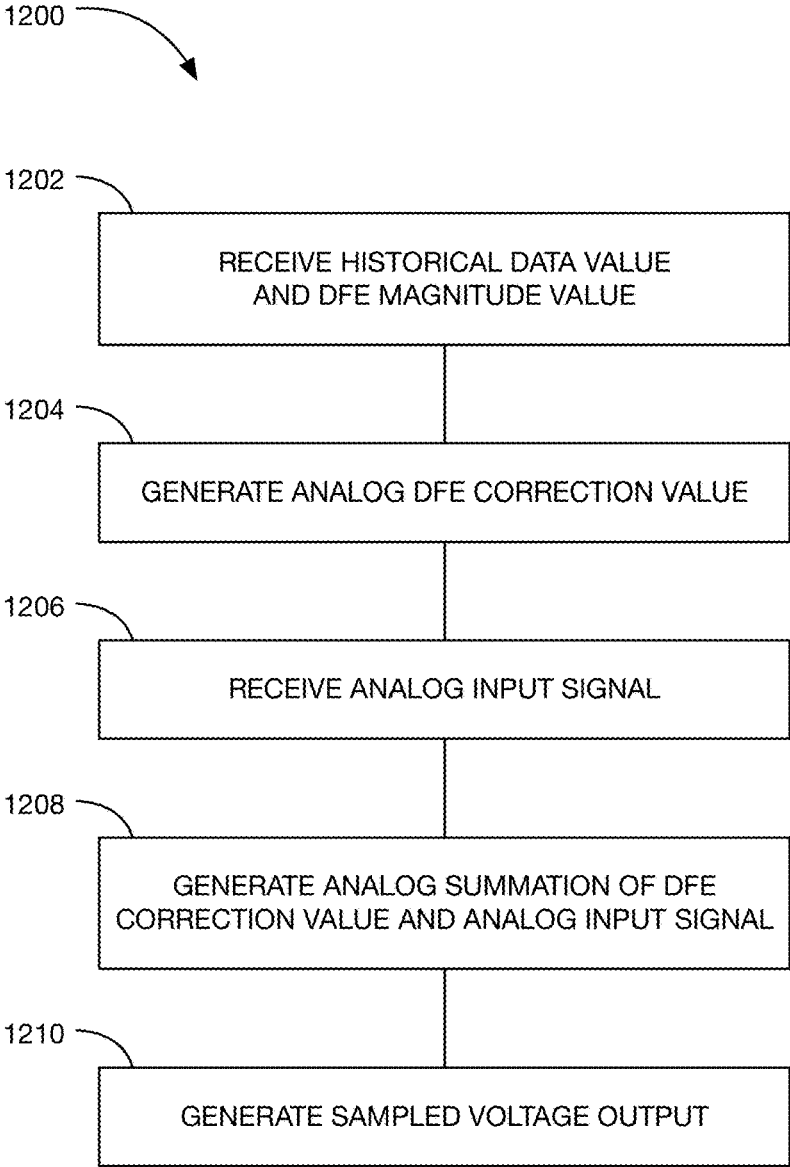 1200
1202
RECEIVE HISTORICAL DATA VALUE
AND DFE MAGNITUDE VALUE
1204
GENERATE ANALOG DFE CORRECTION VALUE
1206
RECEIVE ANALOG INPUT SIGNAL
1208
GENERATE ANALOG SUMMATION OF DFE
CORRECTION VALUE AND ANALOG INPUT SIGNAL
1210
GENERATE SAMPLED VOLTAGE OUTPUT